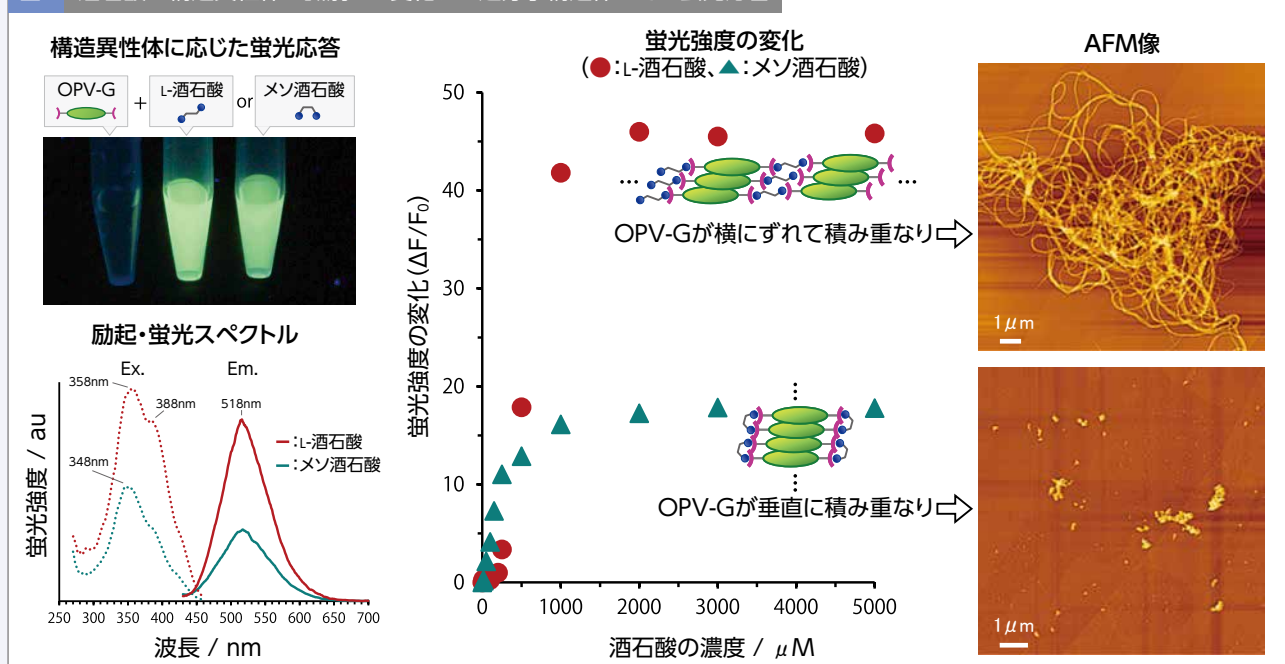 構造異性体に応じた蛍光応答
OPV-G
+
L-酒石酸
or
メソ酒石酸
励起・蛍光スペクトル
Ex.
Em.
358nm
388nm
518nm
348nm
:L-酒石酸
:メソ酒石酸
蛍光強度 / au
250 300 350 400 450 500 550 600 650 700
波長 / nm
蛍光強度の変化
(●:L-酒石酸、▲:メソ酒石酸)
蛍光強度の変化(ΔF/F₀)
50
40
30
20
10
0
0 1000 2000 3000 4000 5000
酒石酸の濃度 / μM
OPV-Gが横にずれて積み重なり
OPV-Gが垂直に積み重なり
AFM像
1μm
1μm